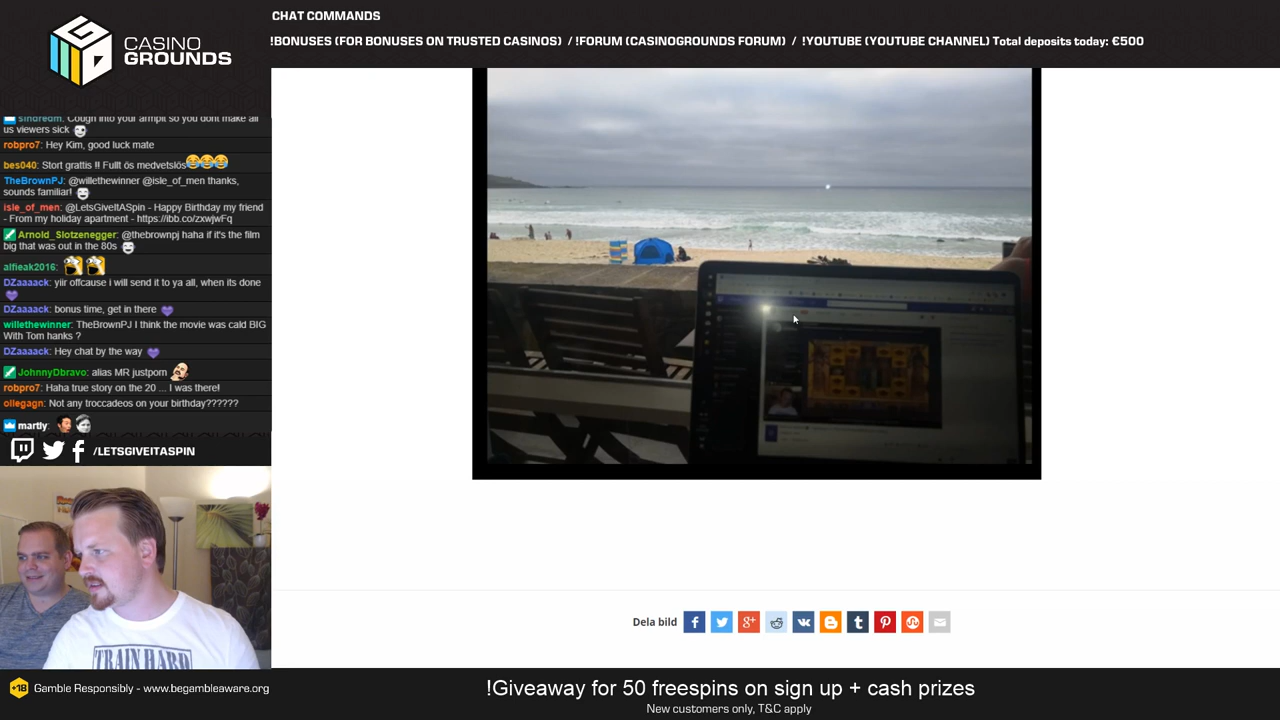 CHAT COMMANDS
!BONUSES (FOR BONUSES ON TRUSTED CASINOS) / !FORUM (CASINOGROUNDS FORUM) / !YOUTUBE (YOUTUBE CHANNEL) Total deposits today: €500
CASINO
GROUNDS
sindredm: Cough into your armpit so you dont make all
us viewers sick
robpro7: Hey Kim, good luck mate
bes040: Stort grattis !! Fullt ös medvetslös
TheBrownPJ: @willethewinner @isle_of_men thanks,
sounds familiar!
isle_of_men: @LetsGiveItASpin - Happy Birthday my friend
- From my holiday apartment - https://ibb.co/zxwjwFq
Arnold_Slotzenegger: @thebrownpj haha if it's the film
big that was out in the 80s
alfieak2016:
DZaaaack: yiir offcause i will send it to ya all, when its done
DZaaaack: bonus time, get in there
willethewinner: TheBrownPJ I think the movie was cald BIG
With Tom hanks ?
DZaaaack: Hey chat by the way
JohnnyDbravo: alias MR justporn
robpro7: Haha true story on the 20 ... I was there!
ollegagn: Not any troccadeos on your birthday??????
martly:
/LETSGIVEITASPIN
TRAIN HARD
Dela bild
+18 Gamble Responsibly - www.begambleaware.org
!Giveaway for 50 freespins on sign up + cash prizes
New customers only, T&C apply